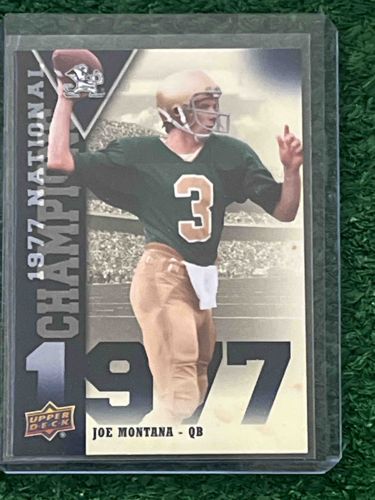 1977 NATIONAL
CHAMPIONS
3
1977
UPPER
DECK
JOE MONTANA - QB